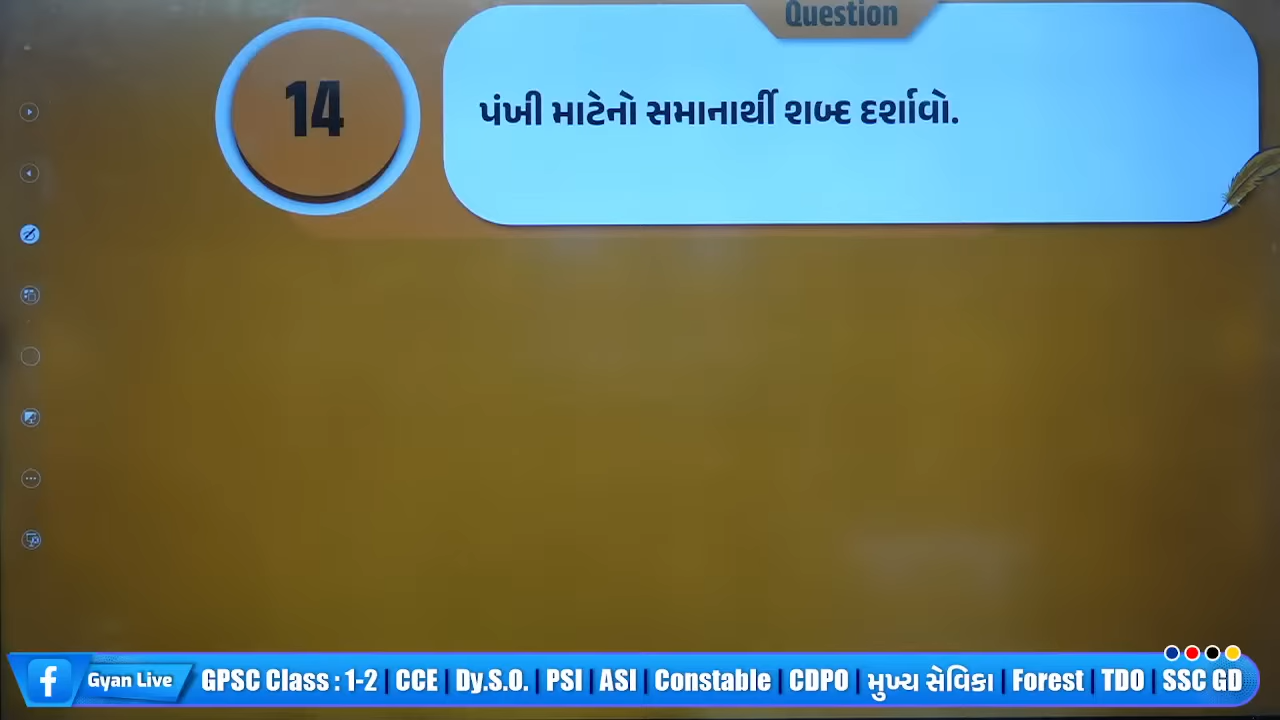 Question
14
પંખી માટેનો સમાનાર્થી શબ્દ દર્શાવો.
Gyan Live
GPSC Class : 1-2 | CCE | Dy.S.O. | PSI | ASI | Constable | CDPO | મુખ્ય સેવિકા | Forest | TDO | SSC GD